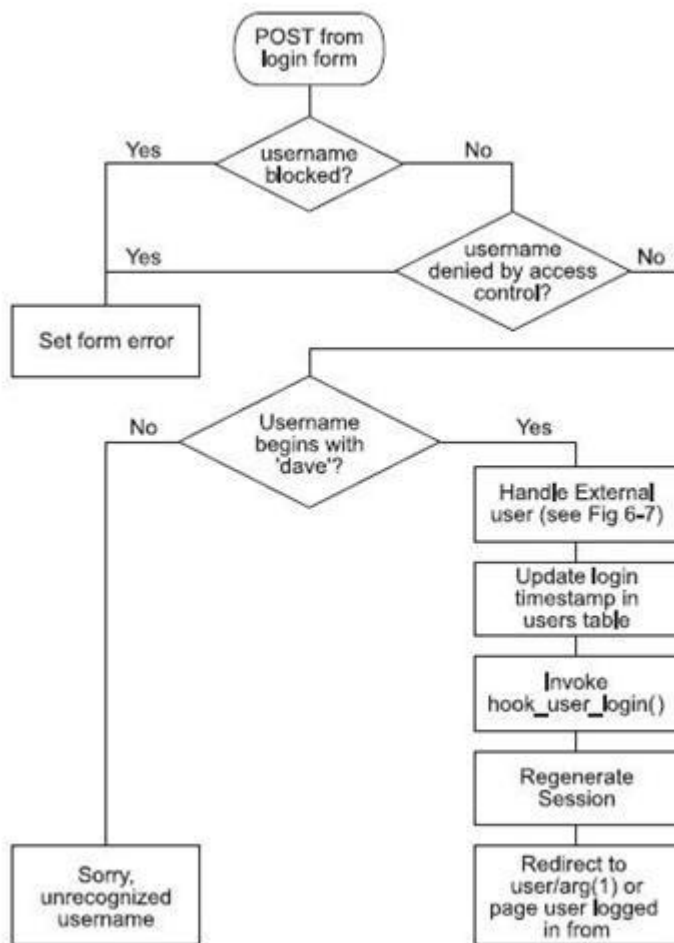 POST from
login form
Yes
username
blocked?
No
Yes
username
denied by access
control?
No
Set form error
No
Username
begins with
'dave'?
Yes
Handle External
user (see Fig 6-7)
Update login
timestamp in
users table
Invoke
hook_user_login()
Regenerate
Session
Sorry,
unrecognized
username
Redirect to
user/arg(1) or
page user logged
in from